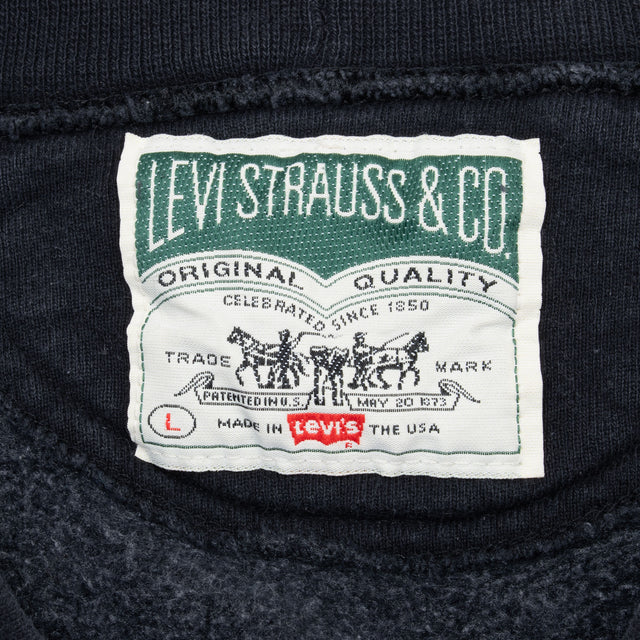 LEVI STRAUSS & CO.
ORIGINAL QUALITY
CELEBRATED SINCE 1850
TRADE MARK
PATENTED IN U.S. MAY 20 1873
L MADE IN Levi's THE USA
R